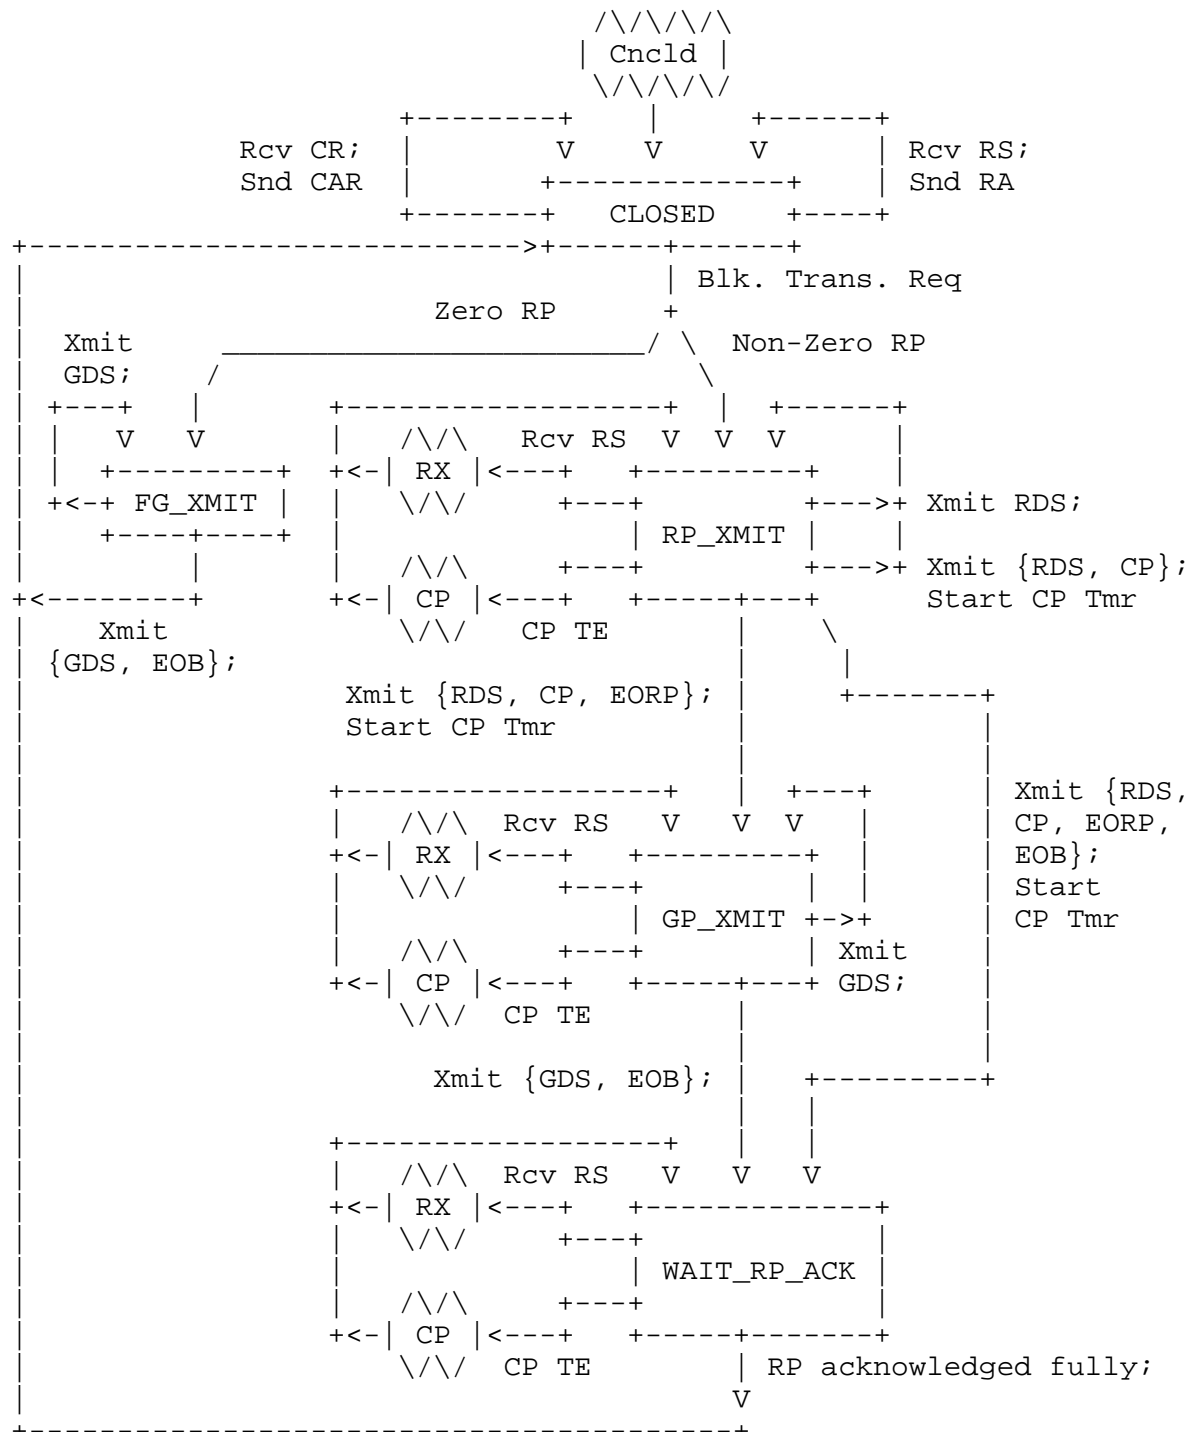 Cncld
Rcv CR; Rcv RS;
Snd CAR Snd RA
CLOSED
Blk. Trans. Req
Zero RP
Xmit Non-Zero RP
GDS;
Rcv RS
RX
FG_XMIT Xmit RDS;
RP_XMIT
Xmit {RDS, CP};
CP Start CP Tmr
Xmit CP TE
{GDS, EOB};
Xmit {RDS, CP, EORP};
Start CP Tmr
Xmit {RDS,
Rcv RS CP, EORP,
RX EOB};
Start
GP_XMIT CP Tmr
Xmit
CP GDS;
CP TE
Xmit {GDS, EOB};
Rcv RS
RX
WAIT_RP_ACK
CP
CP TE RP acknowledged fully;